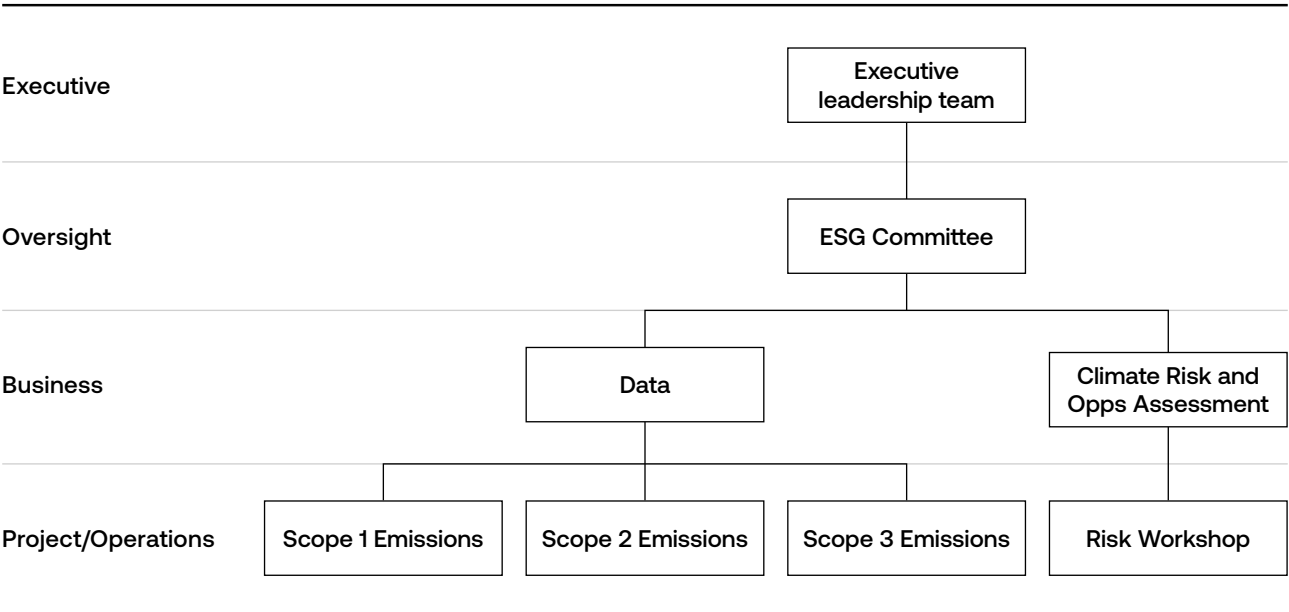 Executive
Executive
leadership team
Oversight
ESG Committee
Business
Data
Climate Risk and
Opps Assessment
Project/Operations
Scope 1 Emissions
Scope 2 Emissions
Scope 3 Emissions
Risk Workshop